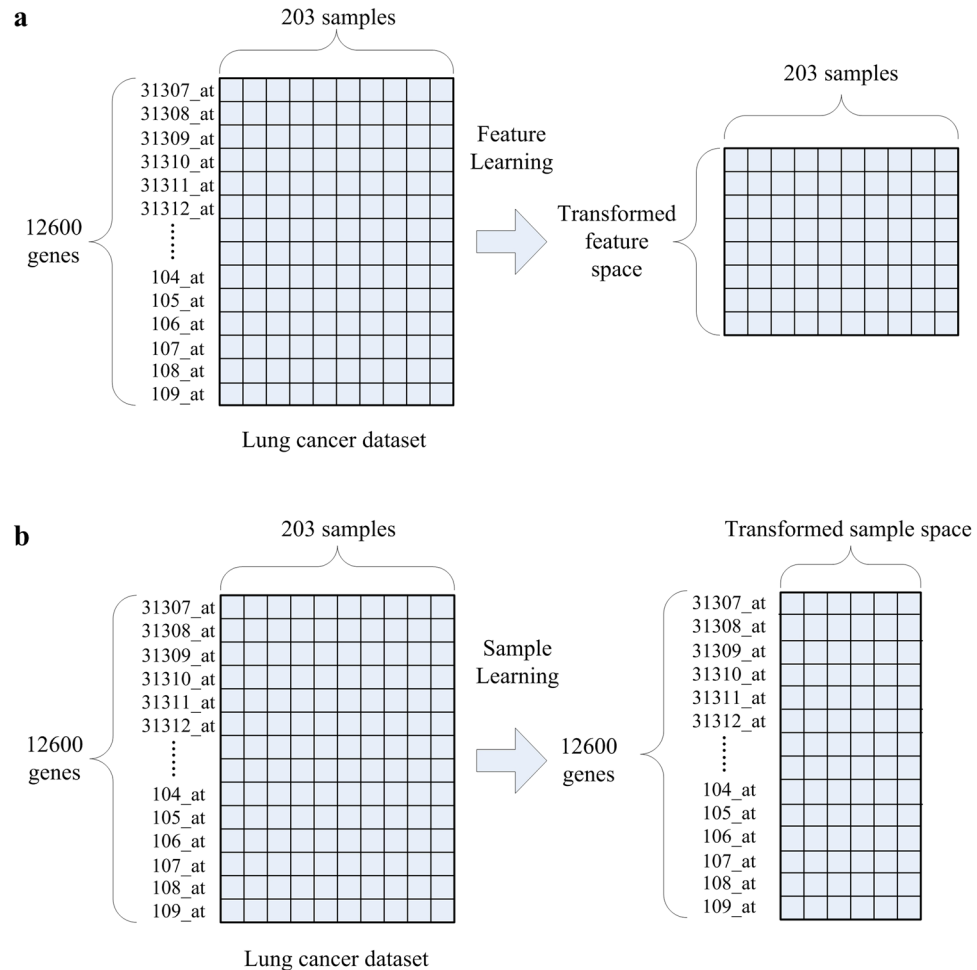 a
203 samples
31307_at
31308_at
31309_at
31310_at
31311_at
31312_at
104_at
105_at
106_at
107_at
108_at
109_at
12600
genes
Lung cancer dataset
Feature
Learning
203 samples
Transformed
feature
space
b
203 samples
31307_at
31308_at
31309_at
31310_at
31311_at
31312_at
104_at
105_at
106_at
107_at
108_at
109_at
12600
genes
Lung cancer dataset
Sample
Learning
Transformed sample space
31307_at
31308_at
31309_at
31310_at
31311_at
31312_at
104_at
105_at
106_at
107_at
108_at
109_at
12600
genes